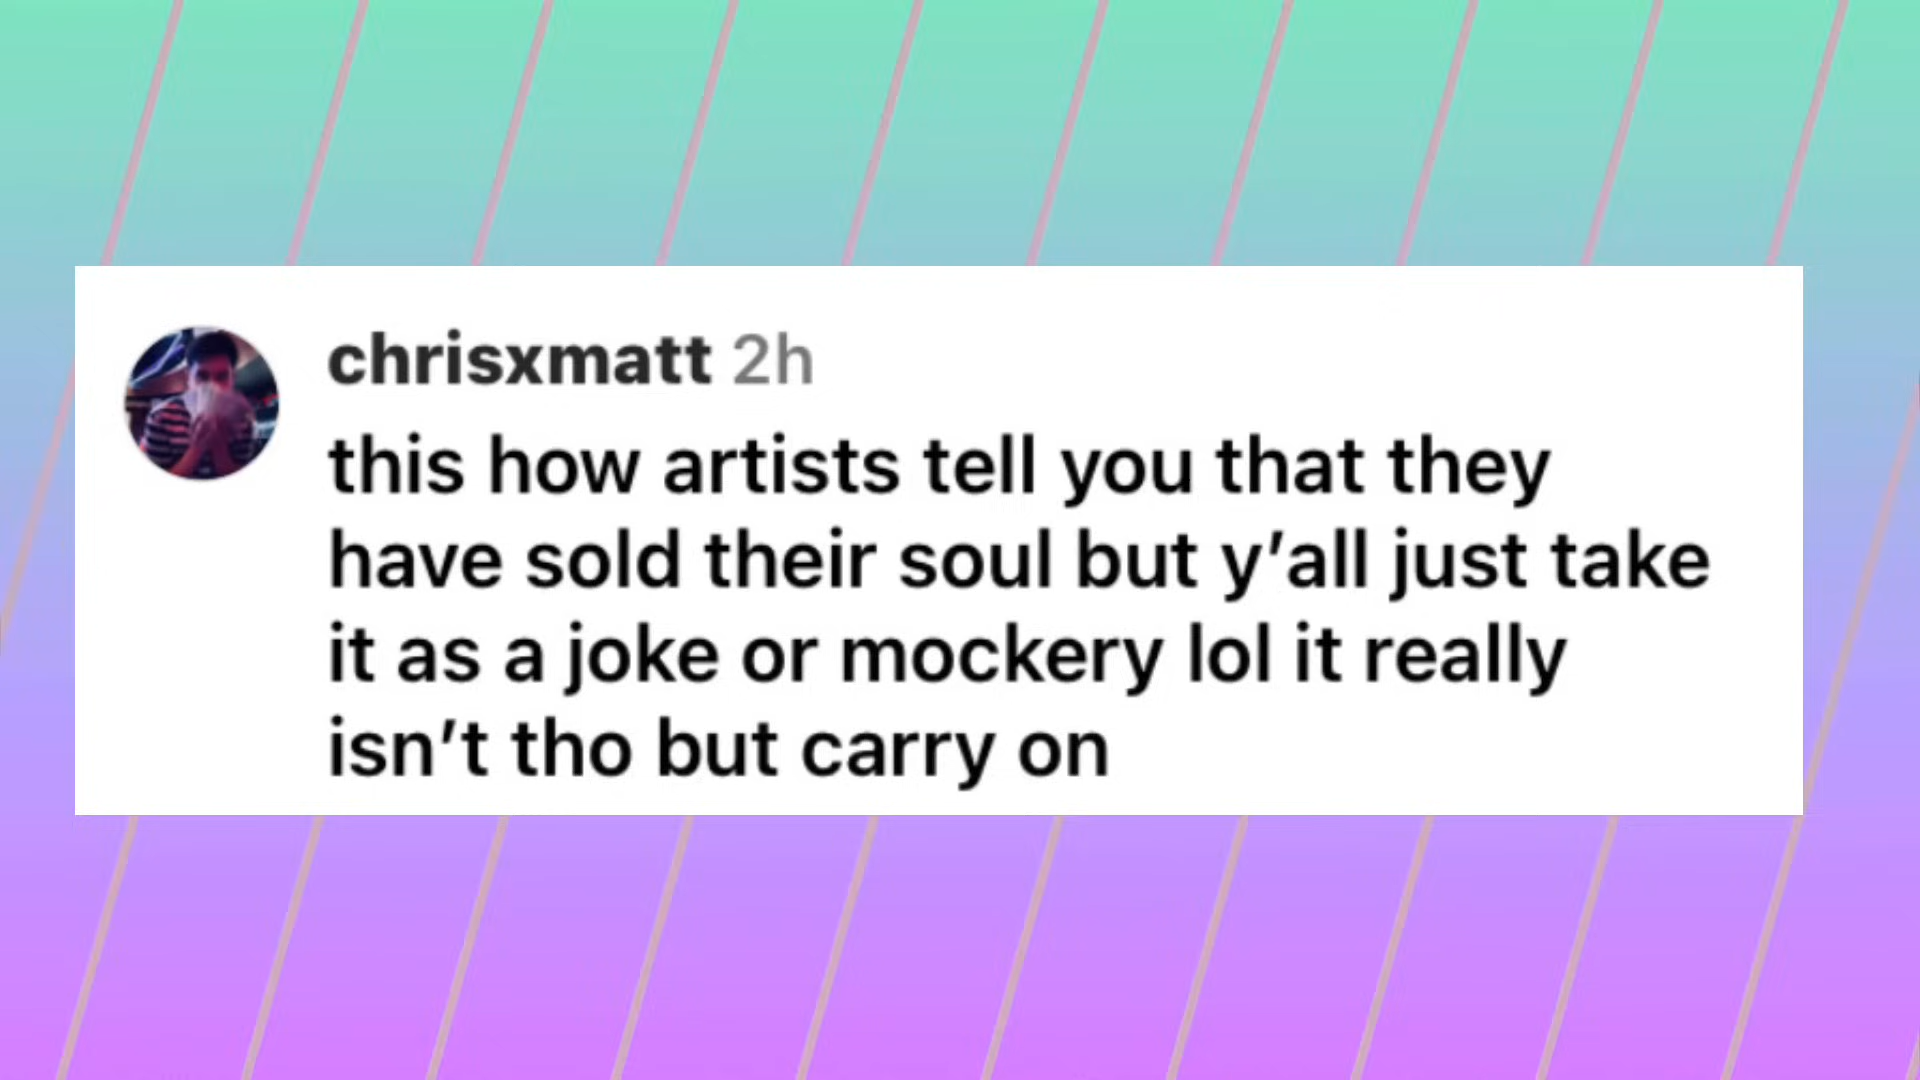 chrisxmatt 2h
this how artists tell you that they
have sold their soul but y’all just take
it as a joke or mockery lol it really
isn’t tho but carry on